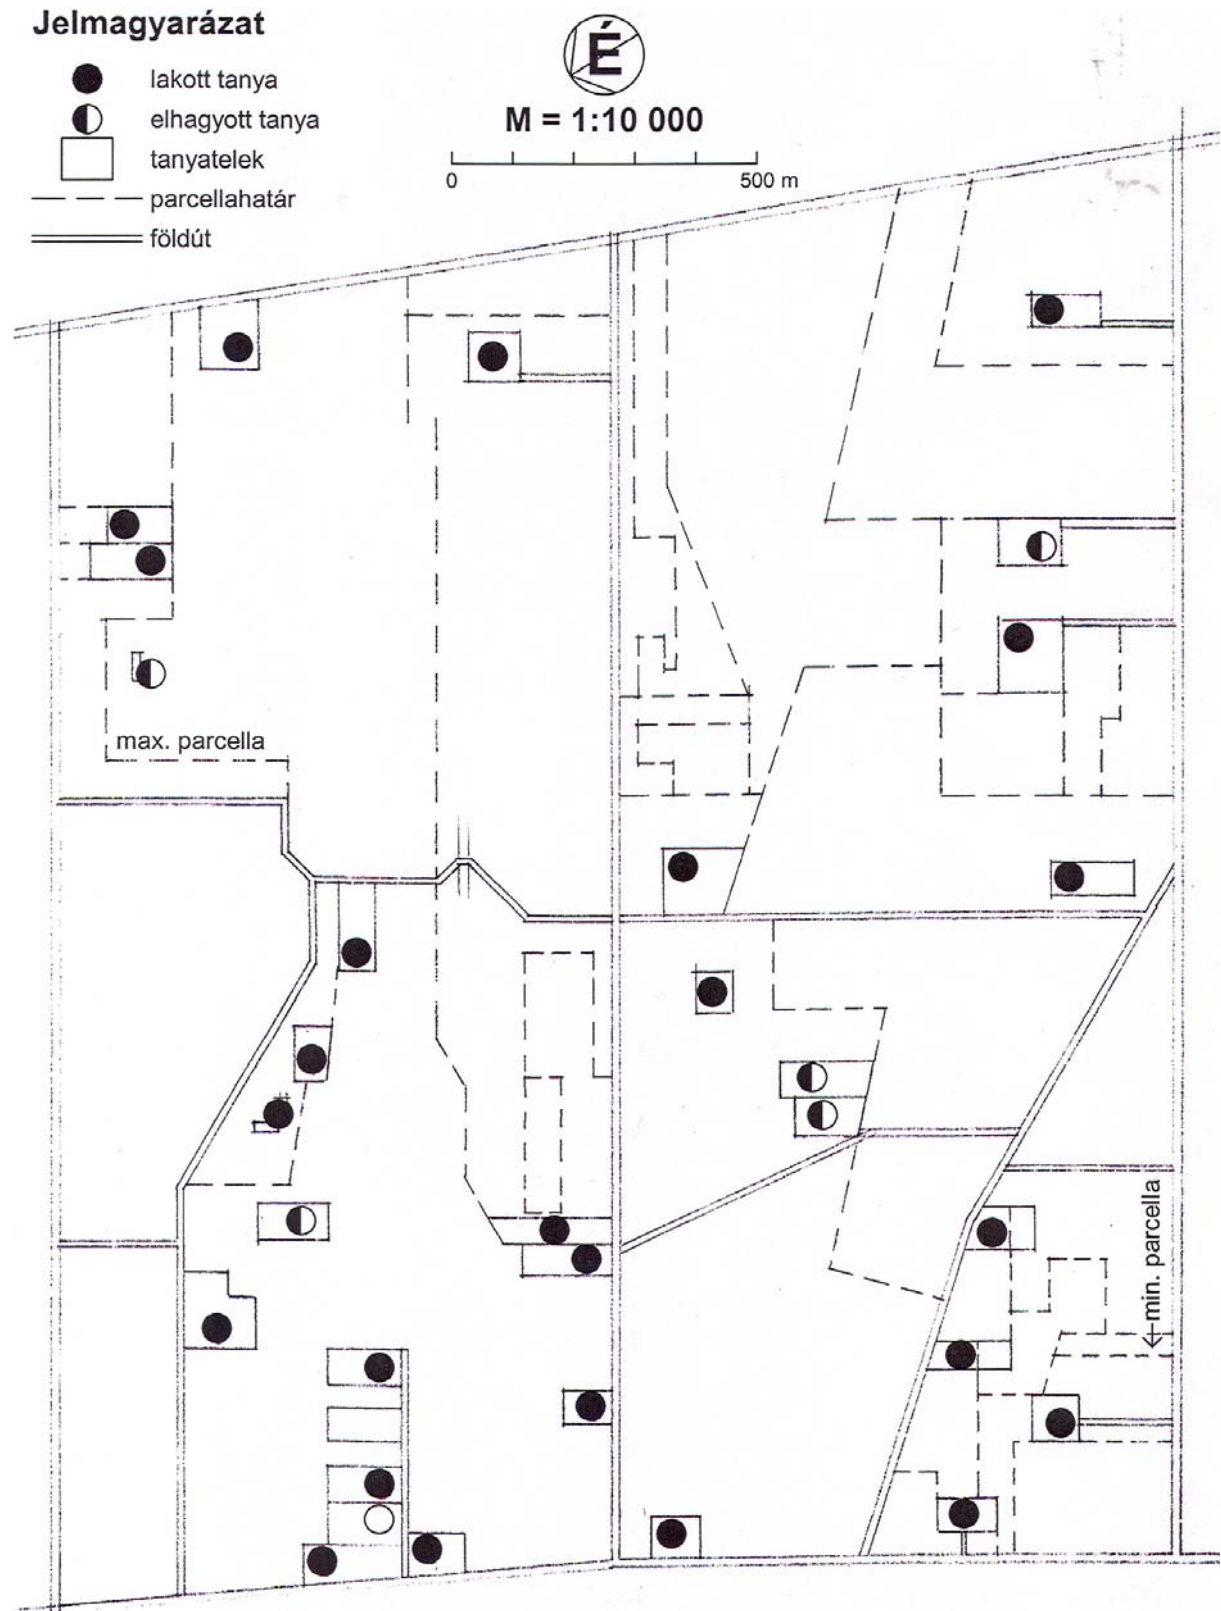 Jelmagyarázat
lakott tanya
elhagyott tanya
tanyatelek
parcellahatár
földút
É
M = 1:10 000
0 500 m
max. parcella
←min. parcella